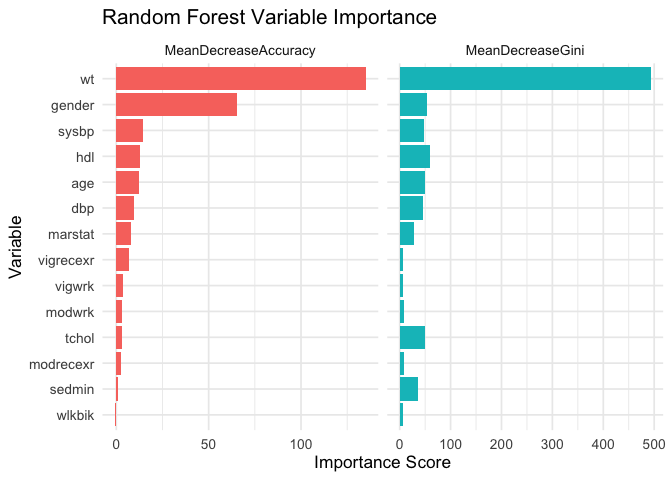 Random Forest Variable Importance
MeanDecreaseAccuracy MeanDecreaseGini
wt
gender
sysbp
hdl
age
dbp
marstat
vigrecexr
vigwrk
modwrk
tchol
modrecexr
sedmin
wlkbik
Variable
0 50 100 0 100 200 300 400 500
Importance Score